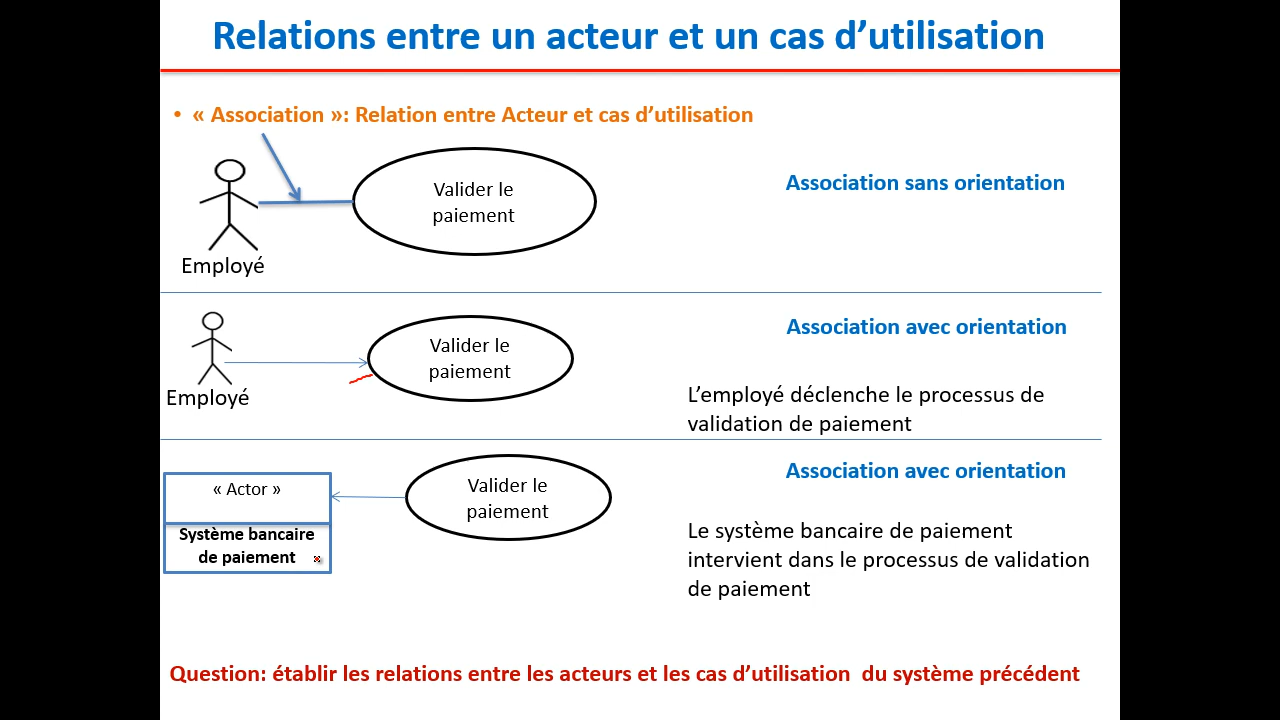 Relations entre un acteur et un cas d’utilisation
• « Association »: Relation entre Acteur et cas d’utilisation
Valider le
paiement
Employé
Association sans orientation
Valider le
paiement
Employé
Association avec orientation
L’employé déclenche le processus de
validation de paiement
« Actor »
Système bancaire
de paiement
Valider le
paiement
Association avec orientation
Le système bancaire de paiement
intervient dans le processus de validation
de paiement
Question: établir les relations entre les acteurs et les cas d’utilisation  du système précédent